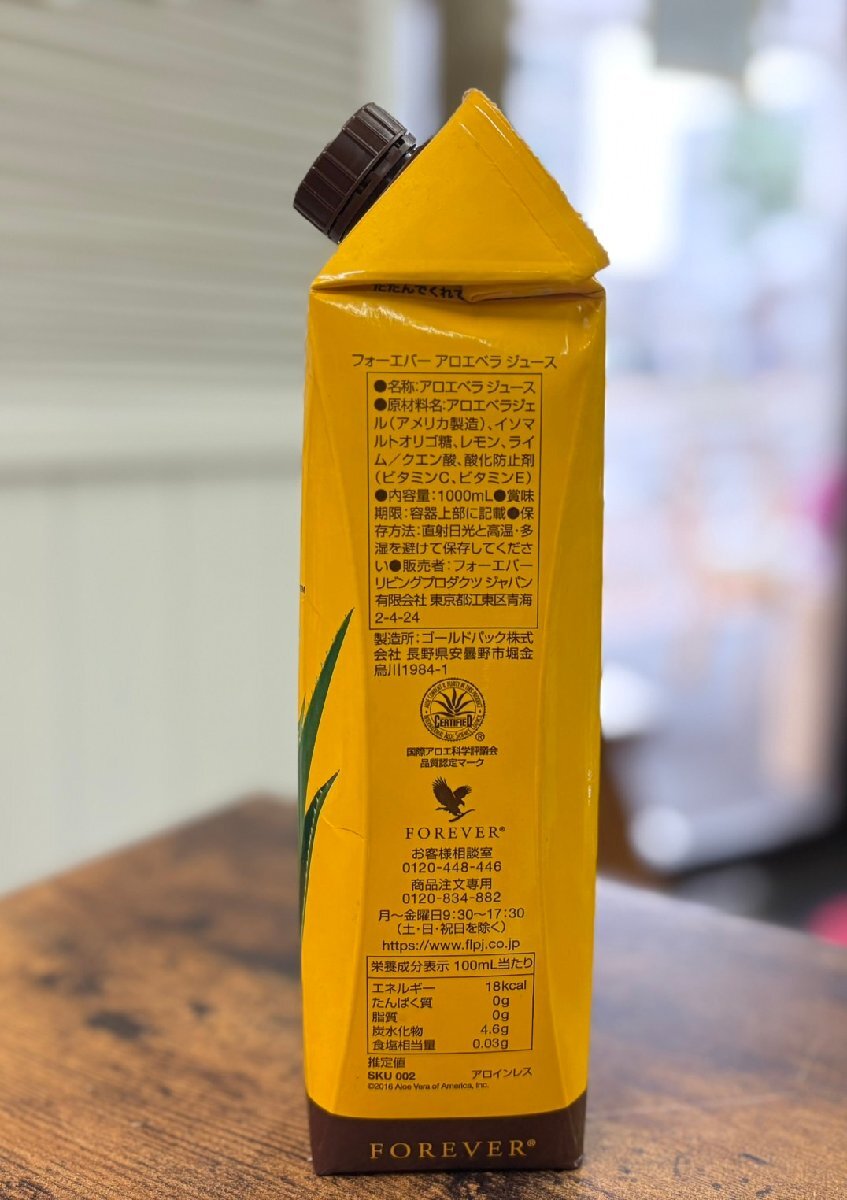 たたんでくれて
フォーエバー アロエベラ ジュース
●名称:アロエベラ ジュース
●原材料名:アロエベラジェ
ル(アメリカ製造)、イソマ
ルトオリゴ糖、レモン、ライ
ム/クエン酸、酸化防止剤
(ビタミンC、ビタミンE)
●内容量:1000mL●賞味
期限:容器上部に記載●保
存方法:直射日光と高温・多
湿を避けて保存してくださ
い●販売者:フォーエバー
リビングプロダクツ ジャパン
有限会社 東京都江東区青海
2-4-24
製造所:ゴールドパック株式
会社 長野県安曇野市堀金
烏川1984-1
CERTIFIED
®
国際アロエ科学評議会
品質認定マーク
FOREVER®
お客様相談室
0120-448-446
商品注文専用
0120-834-882
月〜金曜日9:30〜17:30
(土・日・祝日を除く)
https://www.flpj.co.jp
栄養成分表示 100mL当たり
エネルギー 18kcal
たんぱく質 0g
脂質 0g
炭水化物 4.6g
食塩相当量 0.03g
推定値
SKU 002 アロインレス
©2016 Aloe Vera of America, Inc.
FOREVER®